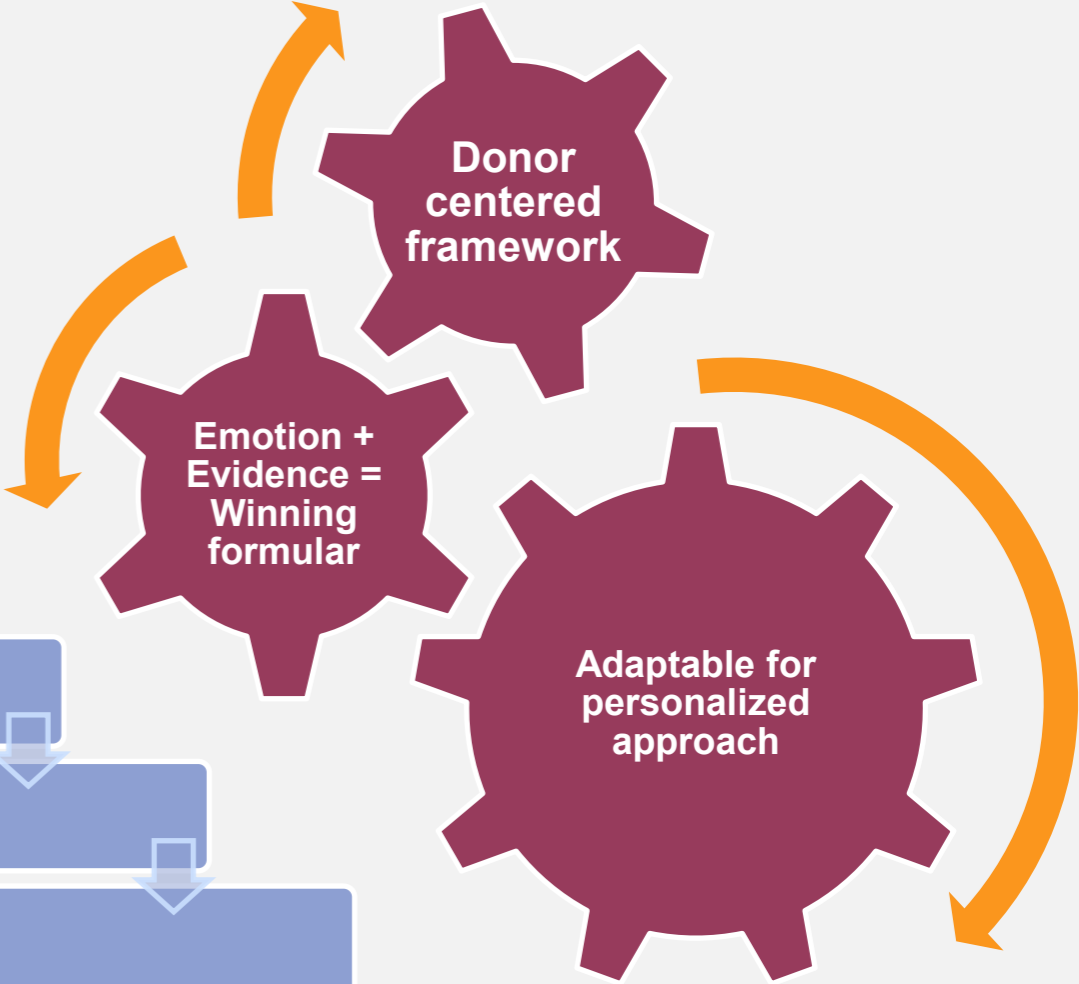 Donor
centered
framework
Emotion +
Evidence =
Winning
formular
Adaptable for
personalized
approach